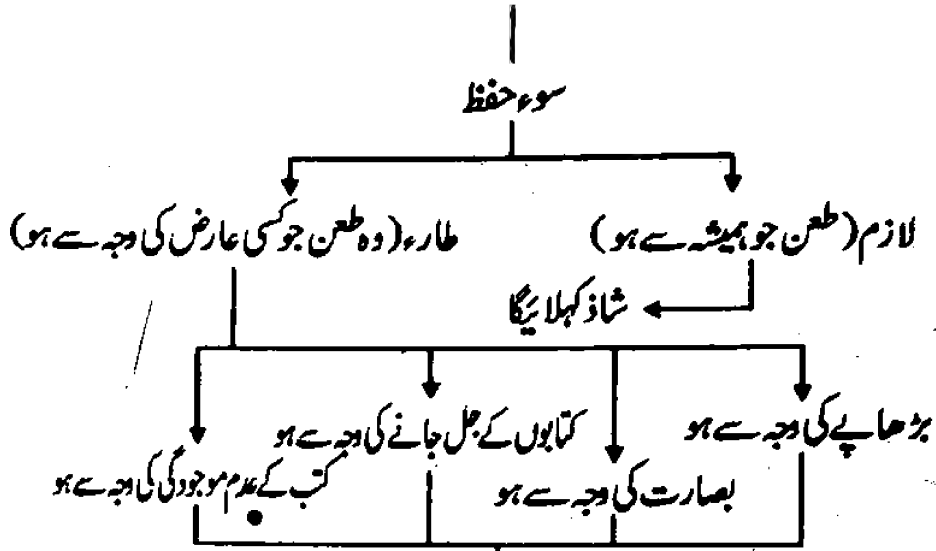 سوء حفظ
لازم (طعن جو ہمیشہ سے ہو)
طارء (وہ طعن جو کسی عارض کی وجہ سے ہو)
شاذ کہلائیگا
بڑھاپے کی وجہ سے ہو
بصارت کی وجہ سے ہو
کتابوں کے جل جانے کی وجہ سے ہو
کتب کے عدم موجودگی کی وجہ سے ہو